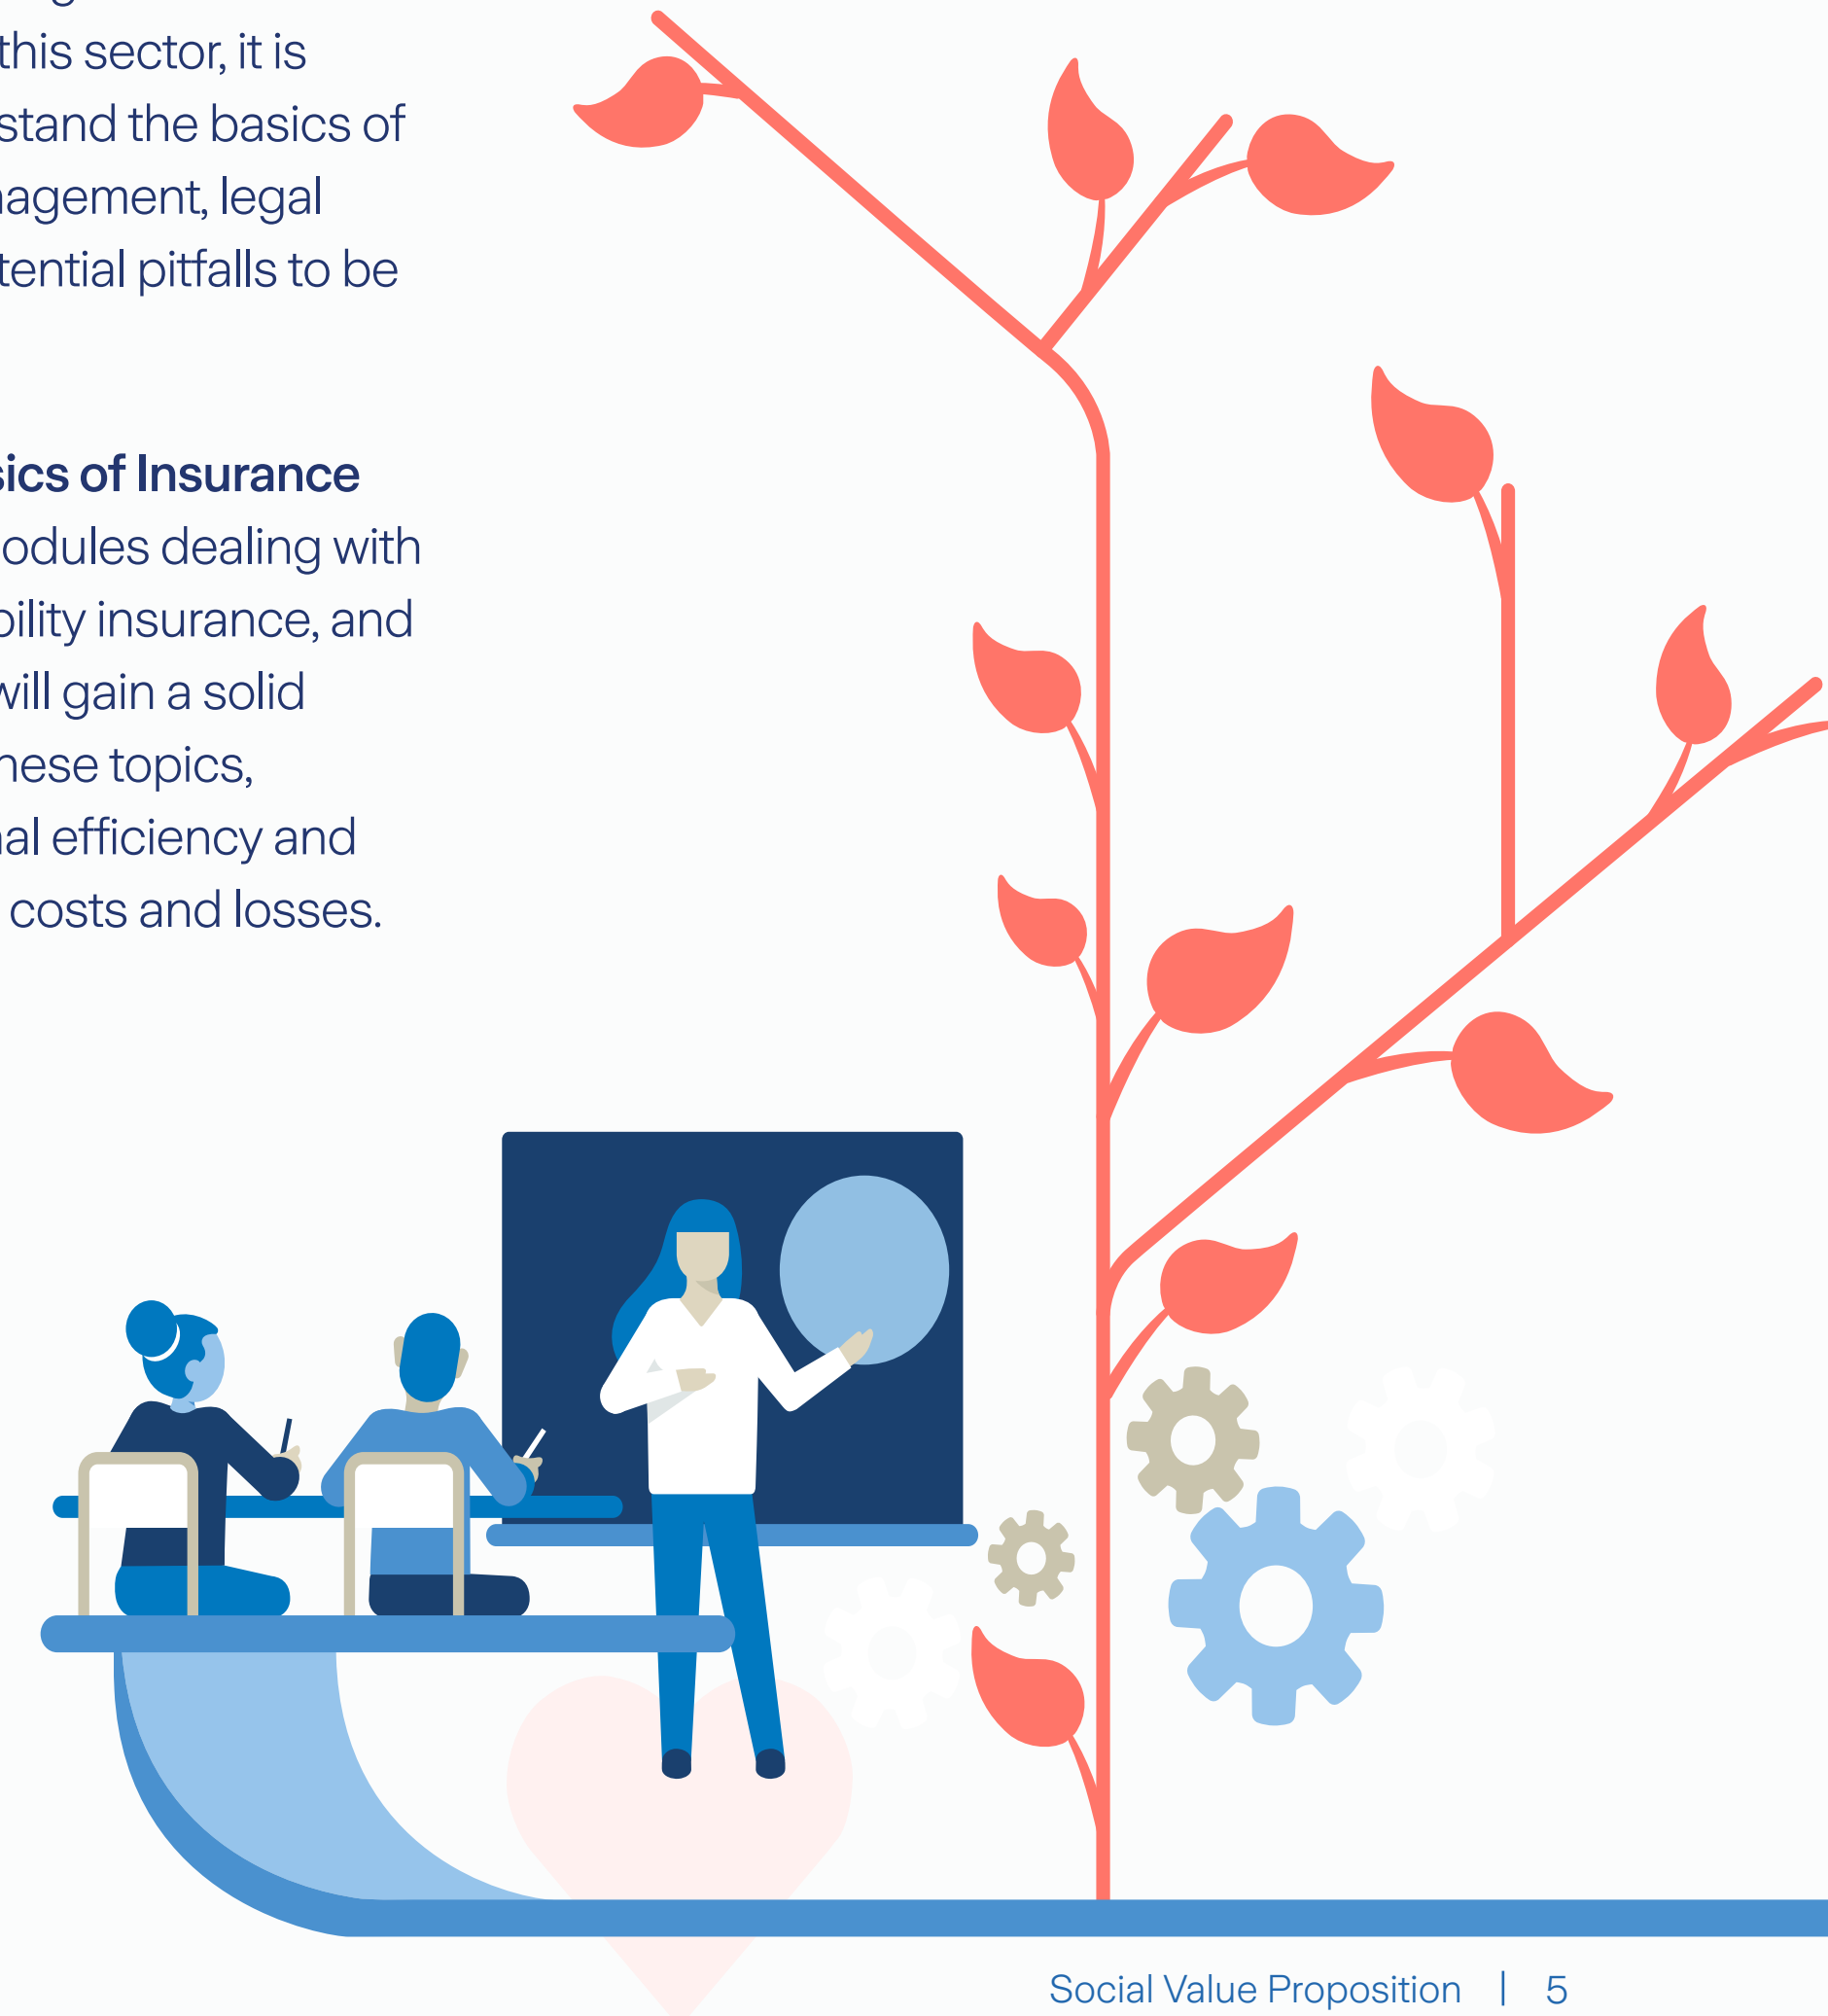 this sector, it is
stand the basics of
agement, legal
tential pitfalls to be
sics of Insurance
odules dealing with
bility insurance, and
will gain a solid
hese topics,
al efficiency and
costs and losses.
Social Value Proposition | 5